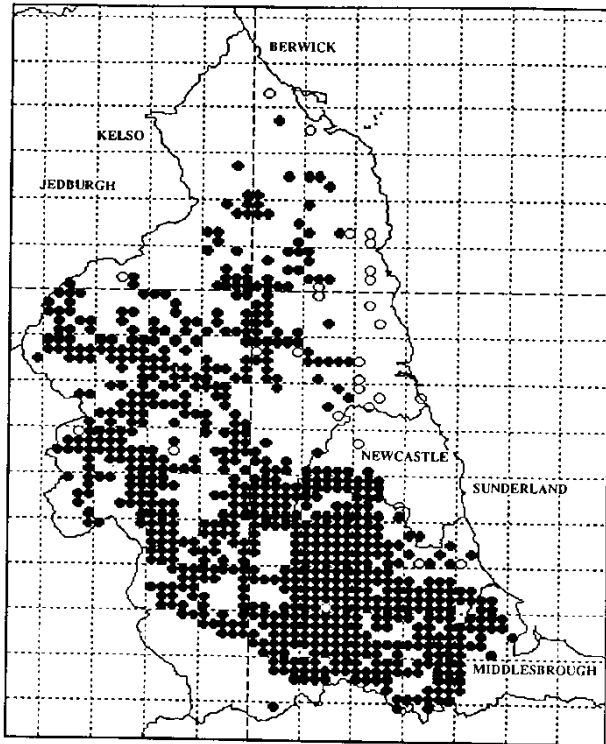 BERWICK
KELSO
JEDBURGH
NEWCASTLE
SUNDERLAND
MIDDLESBROUGH